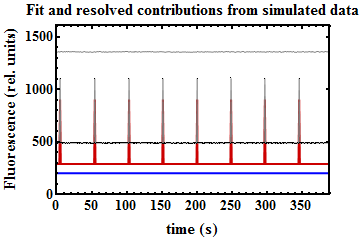 Fit and resolved contributions from simulated data
Fluorescence (rel. units)
1500
1000
500
0
0 50 100 150 200 250 300 350
time (s)